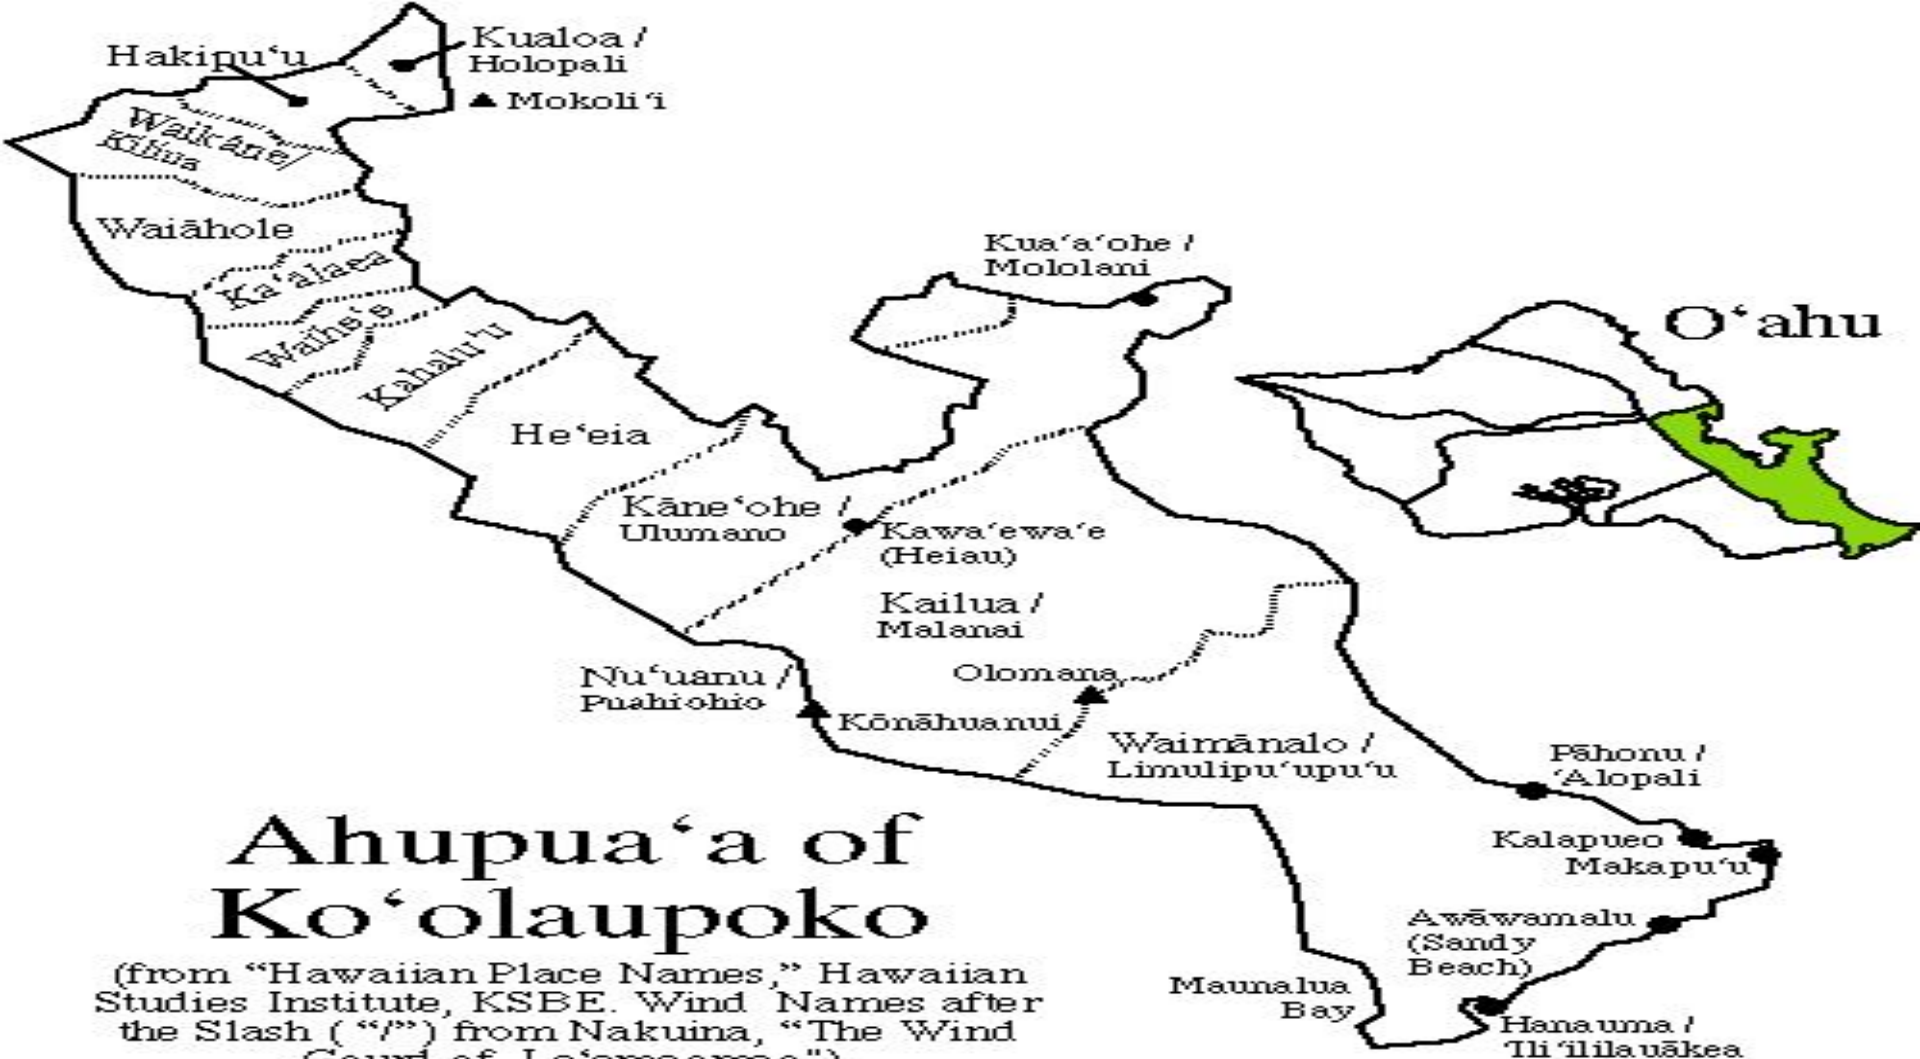 Hakipu‘u
Kualoa /
Holopali
Mokoli‘i
Waikāne/
Kiliua
Waiāhole
Ka‘alaea
Waihe‘e
Kahalu‘u
He‘eia
Kāne‘ohe /
Ulumano
Kua‘a‘ohe /
Mololani
O‘ahu
Kawa‘ewa‘e
(Heiau)
Kailua /
Malanai
Nu‘uanu /
Puahiohio
Olomana
Kōnāhuanui
Waimānalo /
Limulipu‘upu‘u
Pāhonu /
‘Alopali
Kalapueo
Makapu‘u
Awāwamalu
(Sandy
Beach)
Maunalua
Bay
Hanauma /
‘Ili‘ililauākea
Ahupua‘a of
Ko‘olaupoko
(from “Hawaiian Place Names,” Hawaiian
Studies Institute, KSBE. Wind Names after
the Slash ( “/”) from Nakuina, “The Wind